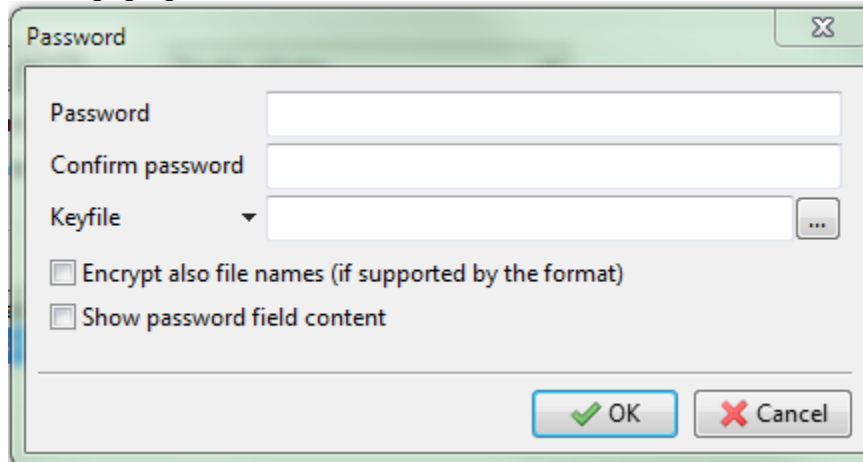 Password
Password
Confirm password
Keyfile
...
Encrypt also file names (if supported by the format)
Show password field content
OK
Cancel